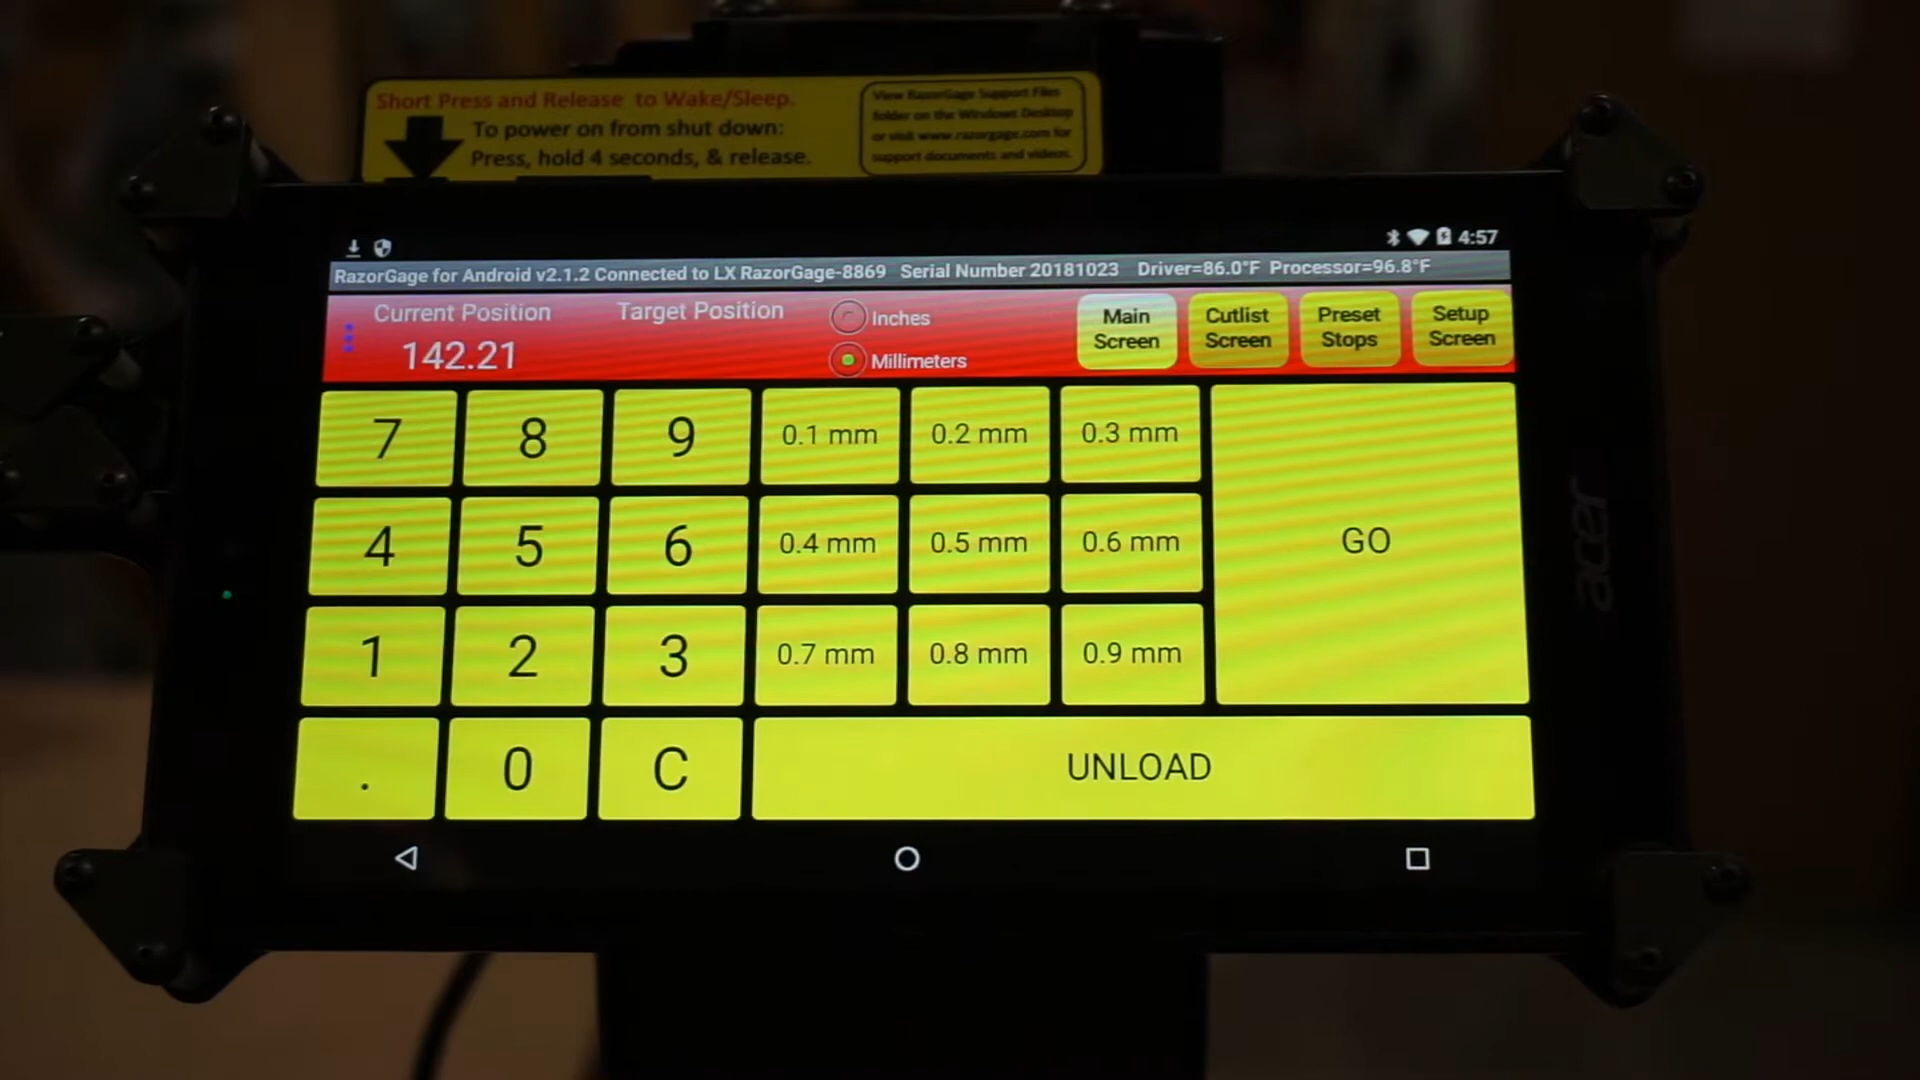 Short Press and Release to Wake/Sleep.
To power on from shut down:
Press, hold 4 seconds, & release.
View RazorGage Support Files
folder on the Windows Desktop
or visit www.razorgage.com for
support documents and videos.
4:57
RazorGage for Android v2.1.2 Connected to LX RazorGage-8869 Serial Number 20181023 Driver=86.0°F Processor=96.8°F
Current Position
142.21
Target Position
Inches
Millimeters
Main
Screen
Cutlist
Screen
Preset
Stops
Setup
Screen
7 8 9 0.1 mm 0.2 mm 0.3 mm
4 5 6 0.4 mm 0.5 mm 0.6 mm
GO
1 2 3 0.7 mm 0.8 mm 0.9 mm
. 0 C UNLOAD
acer